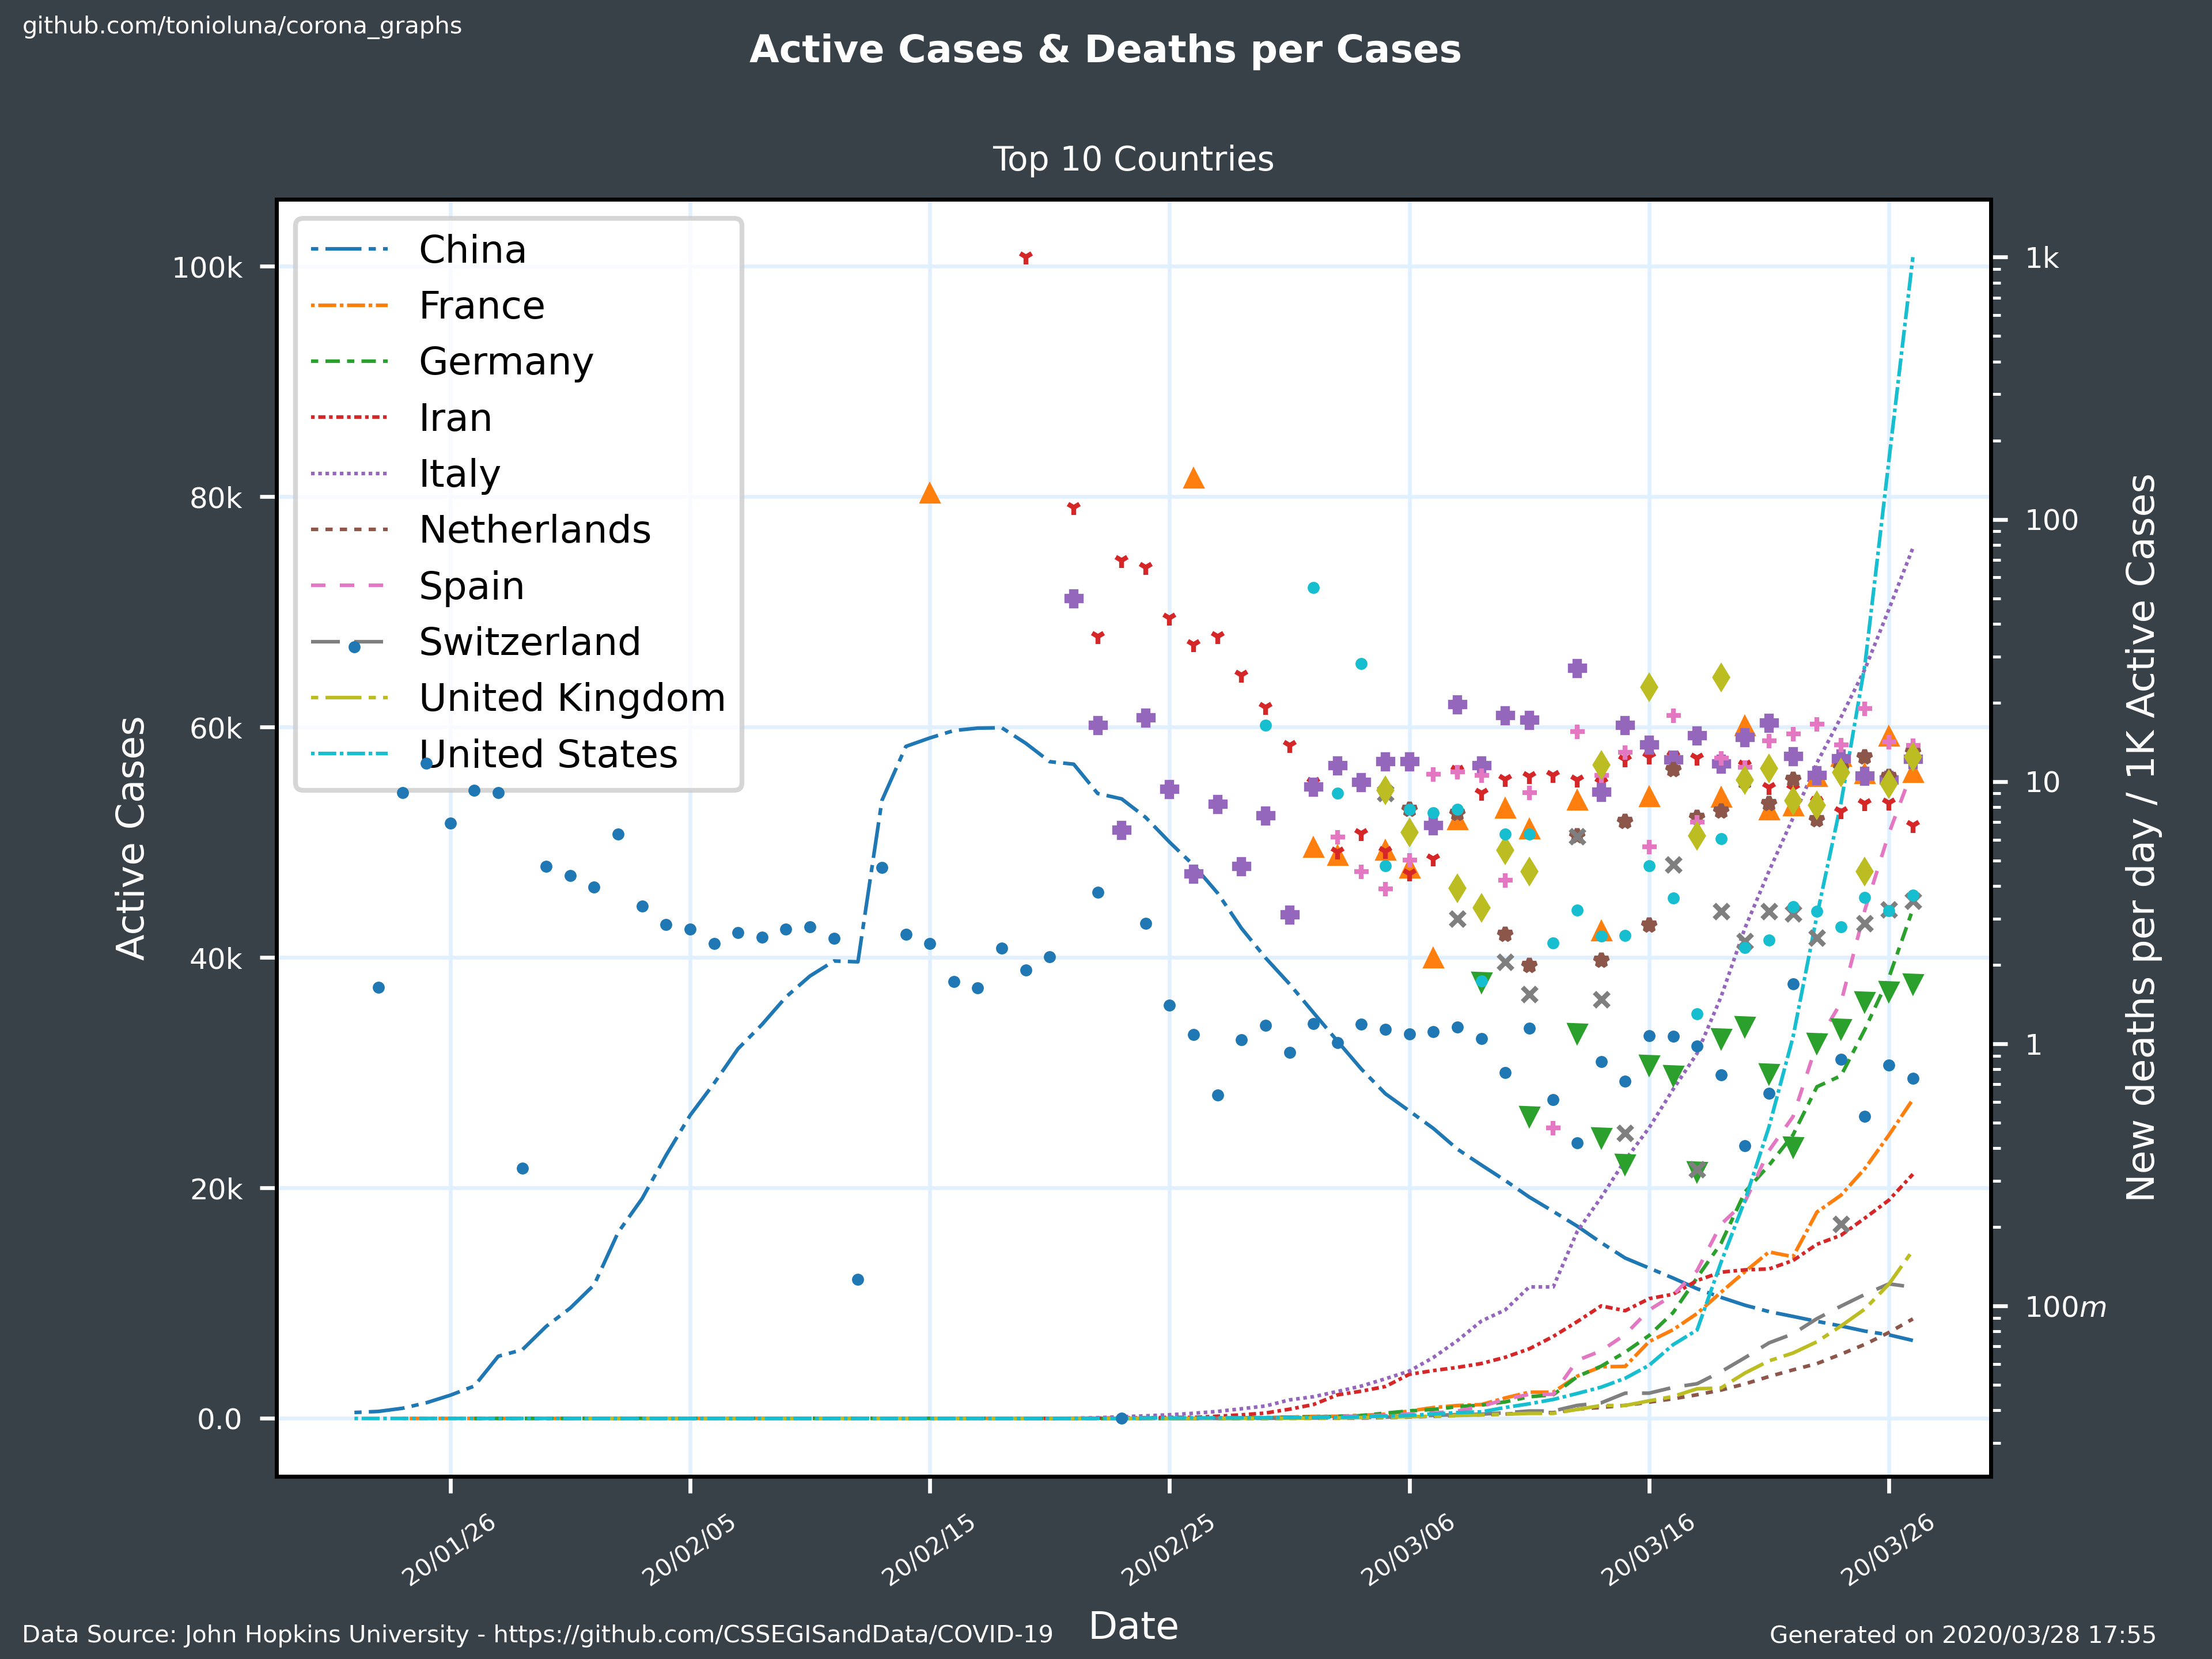 github.com/tonioluna/corona_graphs
Active Cases & Deaths per Cases
Top 10 Countries
China
France
Germany
Iran
Italy
Netherlands
Spain
Switzerland
United Kingdom
United States
Active Cases
100k
80k
60k
40k
20k
0.0
1k
100
10
1
100m
New deaths per day / 1K Active Cases
20/01/26
20/02/05
20/02/15
20/02/25
20/03/06
20/03/16
20/03/26
Date
Data Source: John Hopkins University - https://github.com/CSSEGISandData/COVID-19
Generated on 2020/03/28 17:55